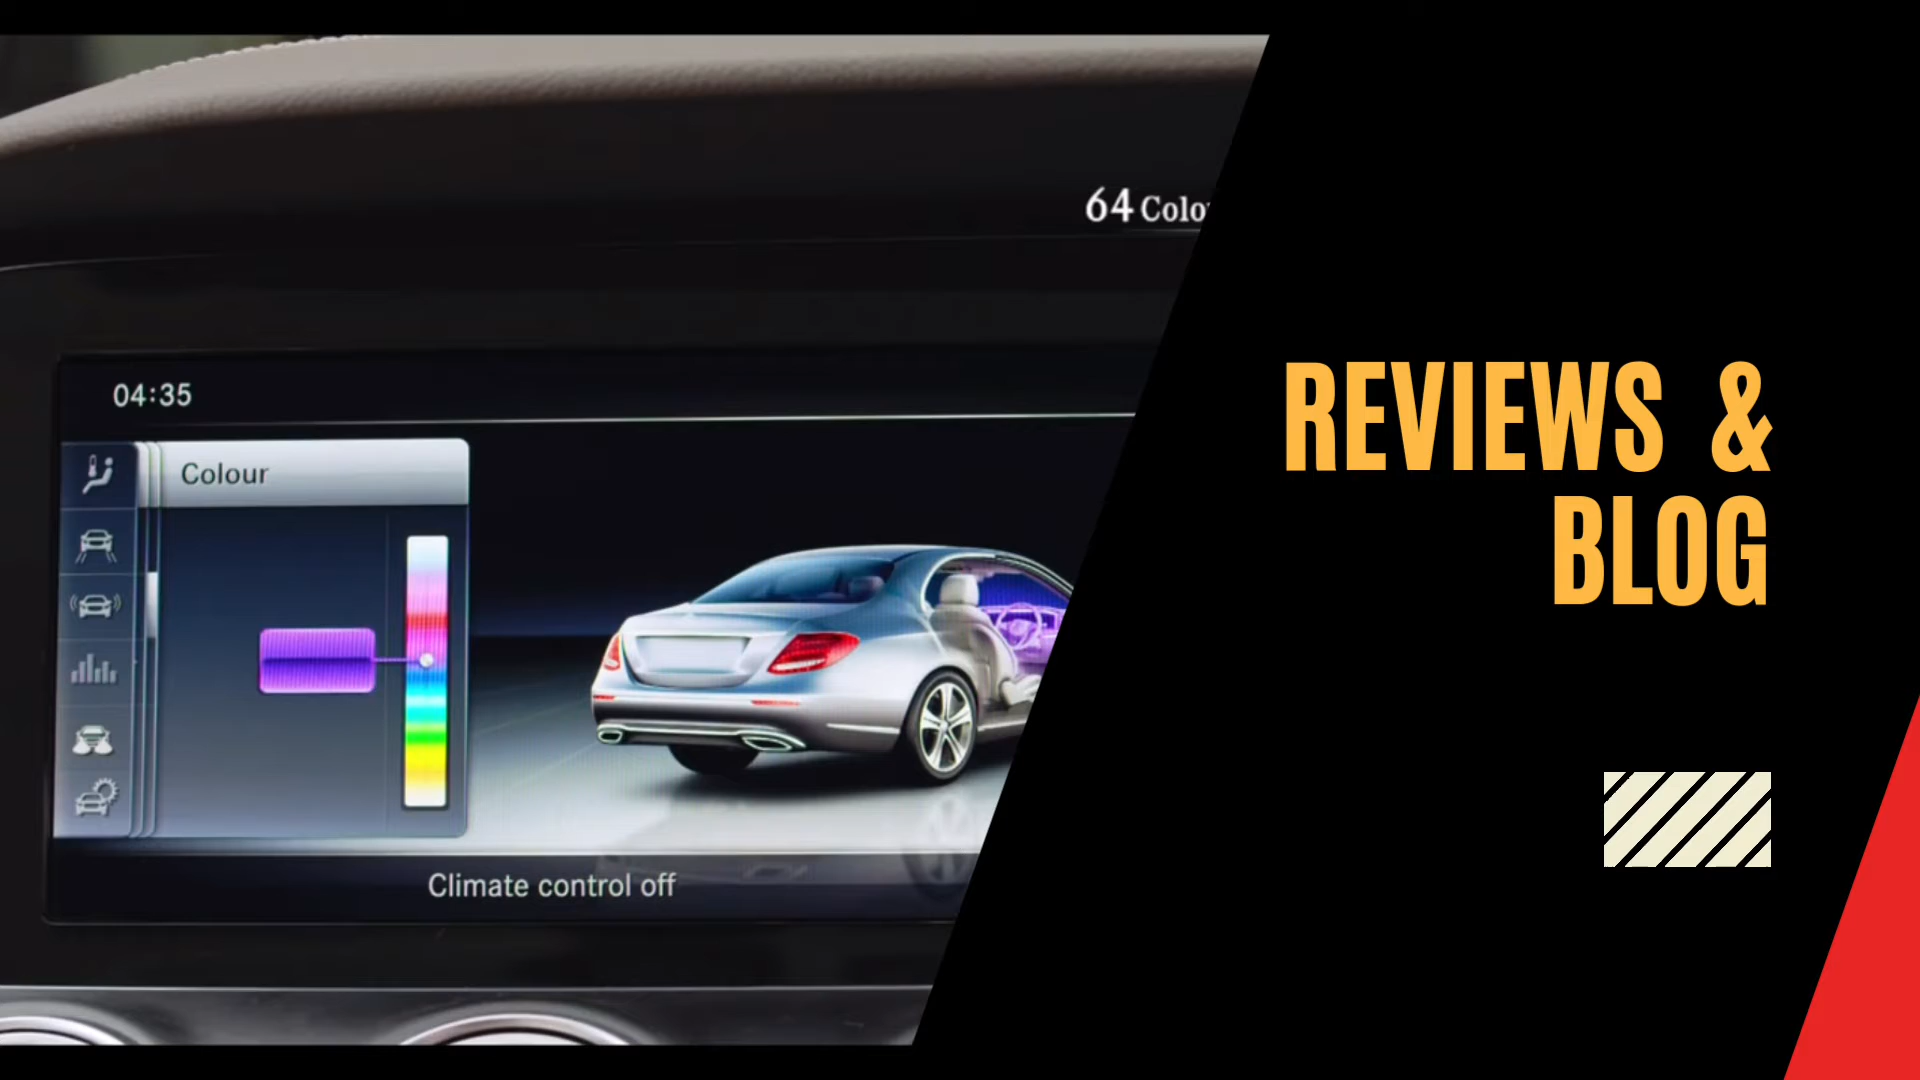 64
04:35
Colour
Climate control off
REVIEWS &
BLOG